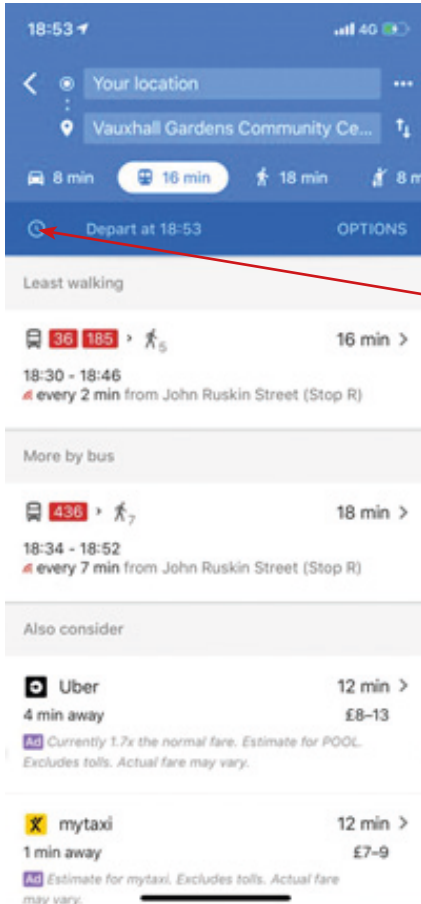 18:53 4G
Your location
Vauxhall Gardens Community Ce...
8 min 16 min 18 min 8 m
Depart at 18:53 OPTIONS
Least walking
36 185 › 5 16 min >
18:30 - 18:46
every 2 min from John Ruskin Street (Stop R)
More by bus
436 › 7 18 min >
18:34 - 18:52
every 7 min from John Ruskin Street (Stop R)
Also consider
Uber 12 min >
4 min away £8–13
Ad Currently 1.7x the normal fare. Estimate for POOL.
Excludes tolls. Actual fare may vary.
mytaxi 12 min >
1 min away £7–9
Ad Estimate for mytaxi. Excludes tolls. Actual fare
may vary.